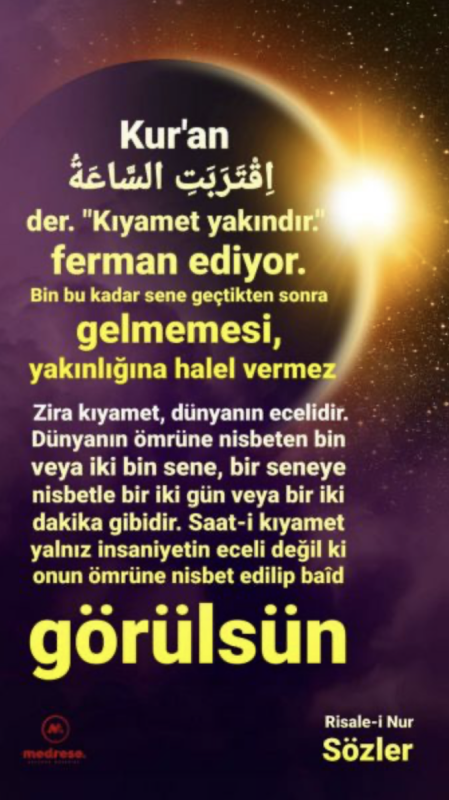 Kur'an
اِقْتَرَبَتِ السَّاعَةُ
der. "Kıyamet yakındır."
ferman ediyor.
Bin bu kadar sene geçtikten sonra
gelmemesi,
yakınlığına halel vermez
Zira kıyamet, dünyanın ecelidir.
Dünyanın ömrüne nisbeten bin
veya iki bin sene, bir seneye
nisbetle bir iki gün veya bir iki
dakika gibidir. Saat-i kıyamet
yalnız insaniyetin eceli değil ki
onun ömrüne nisbet edilip baîd
görülsün
Risale-i Nur
Sözler
medrese.